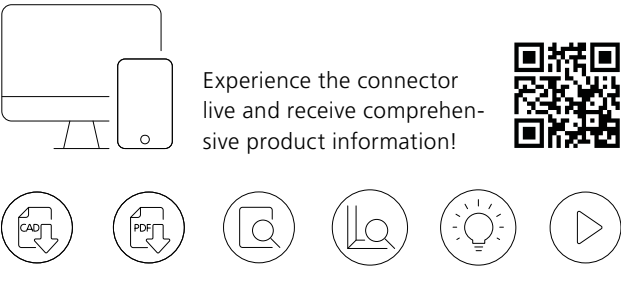 Experience the connector
live and receive comprehen-
sive product information!
CAD
PDF